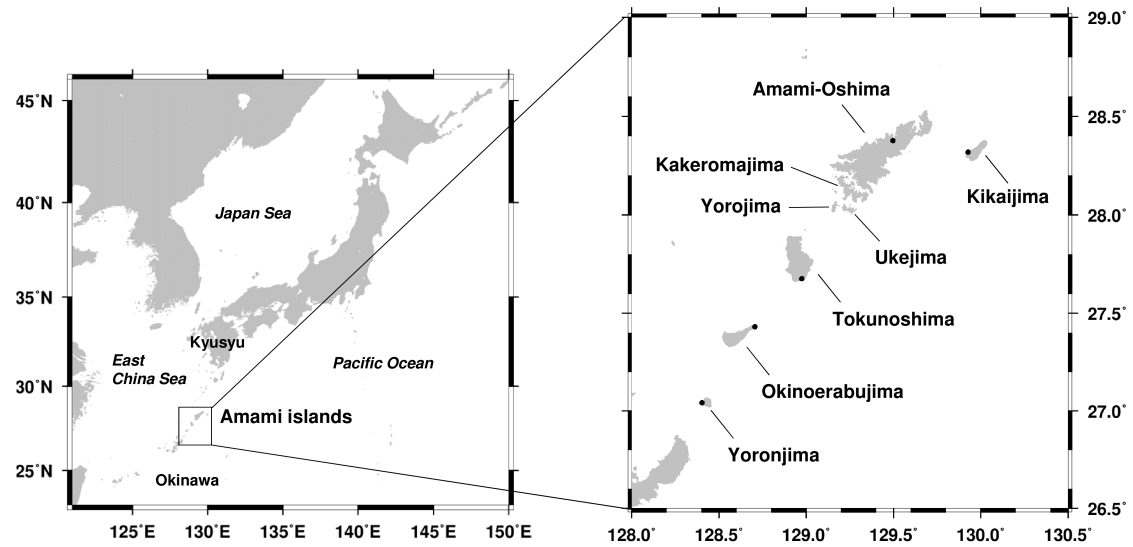 45°N
40°N
35°N
30°N
25°N
125°E
130°E
135°E
140°E
145°E
150°E
Japan Sea
Kyusyu
East
China Sea
Pacific Ocean
Amami islands
Okinawa
29.0°
28.5°
28.0°
27.5°
27.0°
26.5°
128.0°
128.5°
129.0°
129.5°
130.0°
130.5°
Amami-Oshima
Kakeromajima
Kikaijima
Yorojima
Ukejima
Tokunoshima
Okinoerabujima
Yoronjima